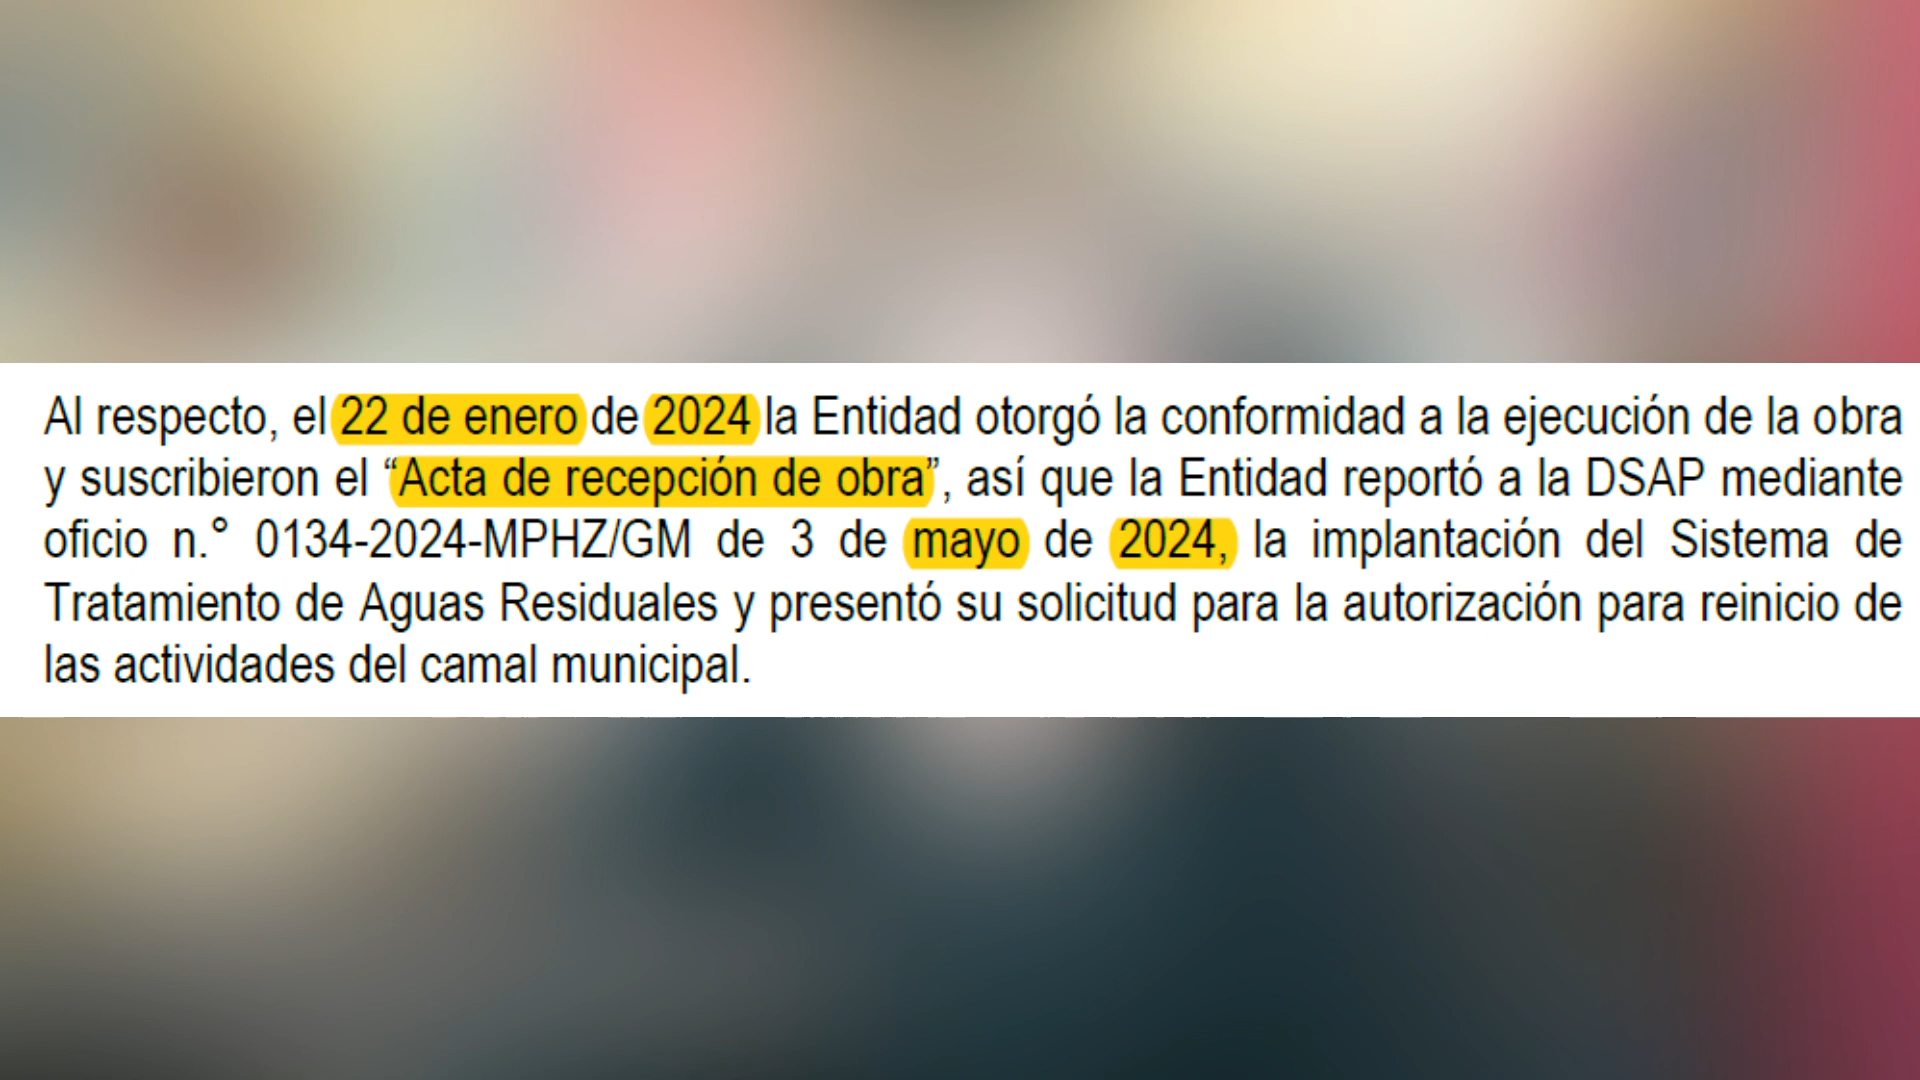 Al respecto, el 22 de enero de 2024 la Entidad otorgó la conformidad a la ejecución de la obra
y suscribieron el “Acta de recepción de obra”, así que la Entidad reportó a la DSAP mediante
oficio n.° 0134-2024-MPHZ/GM de 3 de mayo de 2024, la implantación del Sistema de
Tratamiento de Aguas Residuales y presentó su solicitud para la autorización para reinicio de
las actividades del camal municipal.